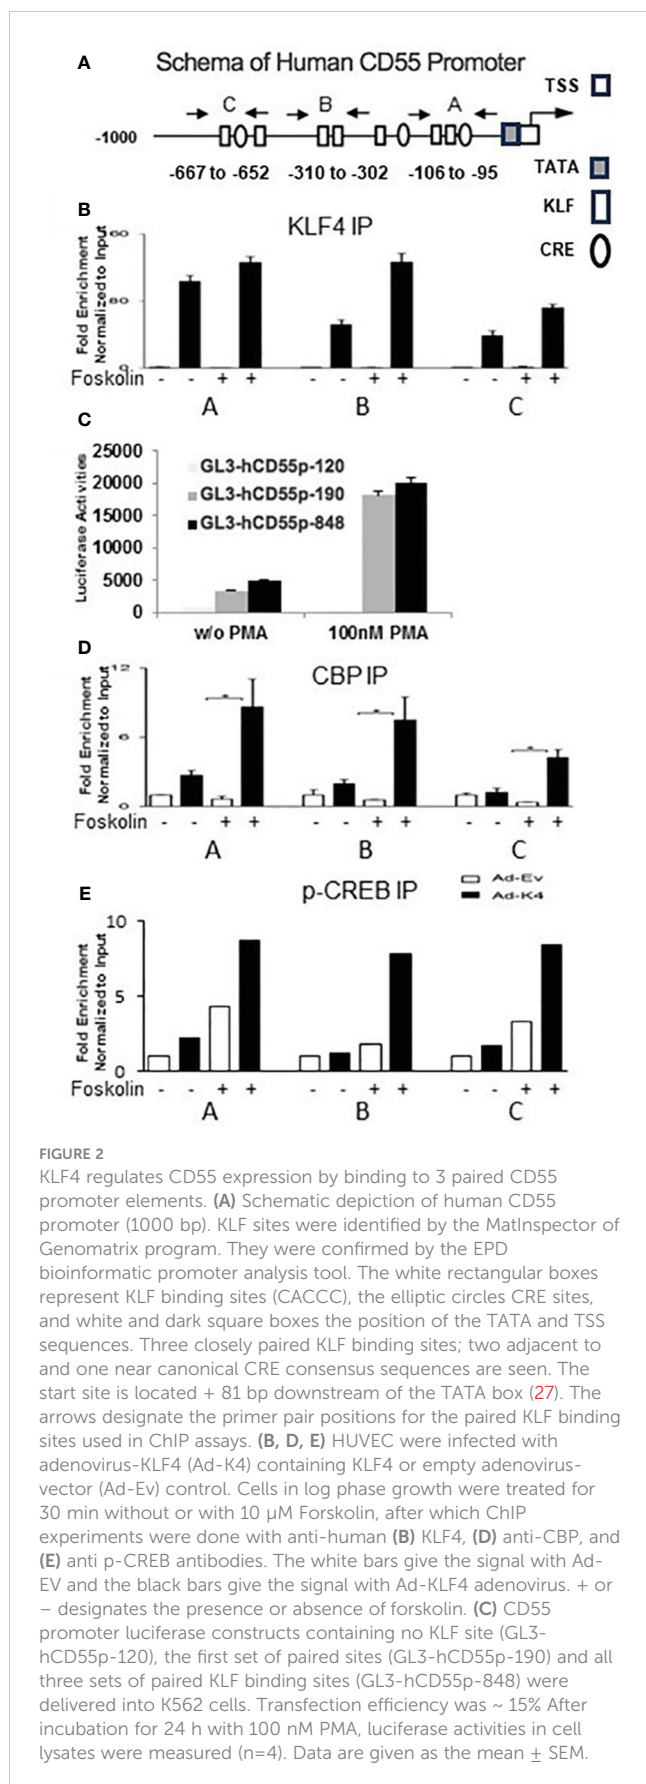 A
Schema of Human CD55 Promoter
TSS
C
B
A
-1000
-667 to -652
-310 to -302
-106 to -95
TATA
KLF
CRE
B
KLF4 IP
Fold Enrichment
Normalized to Input
160
80
0
Foskolin - - + + - - + + - - + +
A B C
C
Luciferase Activities
25000
20000
15000
10000
5000
0
GL3-hCD55p-120
GL3-hCD55p-190
GL3-hCD55p-848
w/o PMA 100nM PMA
D
CBP IP
Fold Enrichment
Normalized to Input
12
6
0
Foskolin - - + + - - + + - - + +
A B C
E
p-CREB IP
Ad-Ev
Ad-K4
Fold Enrichment
Normalized to Input
10
5
0
Foskolin - - + + - - + + - - + +
A B C
FIGURE 2
KLF4 regulates CD55 expression by binding to 3 paired CD55
promoter elements. (A) Schematic depiction of human CD55
promoter (1000 bp). KLF sites were identified by the MatInspector of
Genomatrix program. They were confirmed by the EPD
bioinformatic promoter analysis tool. The white rectangular boxes
represent KLF binding sites (CACCC), the elliptic circles CRE sites,
and white and dark square boxes the position of the TATA and TSS
sequences. Three closely paired KLF binding sites; two adjacent to
and one near canonical CRE consensus sequences are seen. The
start site is located + 81 bp downstream of the TATA box (27). The
arrows designate the primer pair positions for the paired KLF binding
sites used in ChIP assays. (B, D, E) HUVEC were infected with
adenovirus-KLF4 (Ad-K4) containing KLF4 or empty adenovirus-
vector (Ad-Ev) control. Cells in log phase growth were treated for
30 min without or with 10 µM Forskolin, after which ChIP
experiments were done with anti-human (B) KLF4, (D) anti-CBP, and
(E) anti p-CREB antibodies. The white bars give the signal with Ad-
EV and the black bars give the signal with Ad-KLF4 adenovirus. + or
– designates the presence or absence of forskolin. (C) CD55
promoter luciferase constructs containing no KLF site (GL3-
hCD55p-120), the first set of paired sites (GL3-hCD55p-190) and all
three sets of paired KLF binding sites (GL3-hCD55p-848) were
delivered into K562 cells. Transfection efficiency was ~ 15% After
incubation for 24 h with 100 nM PMA, luciferase activities in cell
lysates were measured (n=4). Data are given as the mean ± SEM.